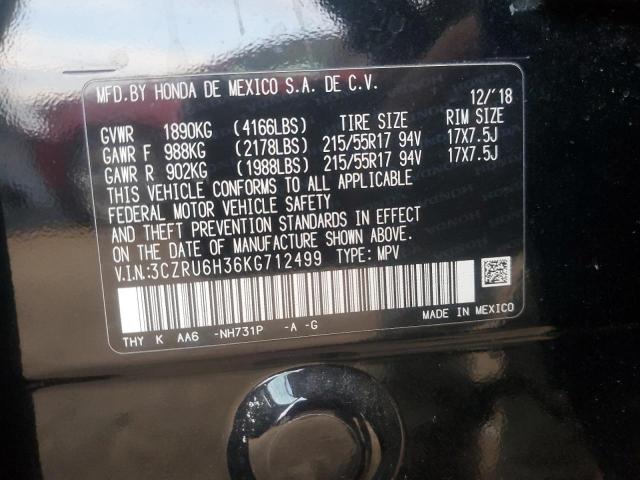 MFD.BY HONDA DE MEXICO S.A. DE C.V. 12/'18
GVWR 1890KG (4166LBS) TIRE SIZE RIM SIZE
GAWR F 988KG (2178LBS) 215/55R17 94V 17X7.5J
GAWR R 902KG (1988LBS) 215/55R17 94V 17X7.5J
THIS VEHICLE CONFORMS TO ALL APPLICABLE
FEDERAL MOTOR VEHICLE SAFETY
AND THEFT PREVENTION STANDARDS IN EFFECT
ON THE DATE OF MANUFACTURE SHOWN ABOVE.
V.I.N.:3CZRU6H36KG712499 TYPE: MPV
THY K AA6 -NH731P -A -G MADE IN MEXICO